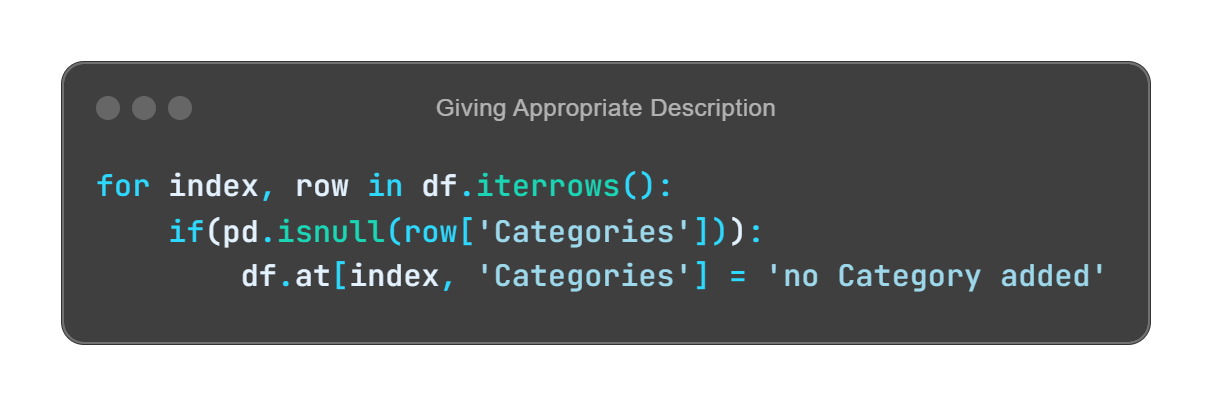 Giving Appropriate Description
for index, row in df.iterrows():
    if(pd.isnull(row['Categories'])):
        df.at[index, 'Categories'] = 'no Category added'